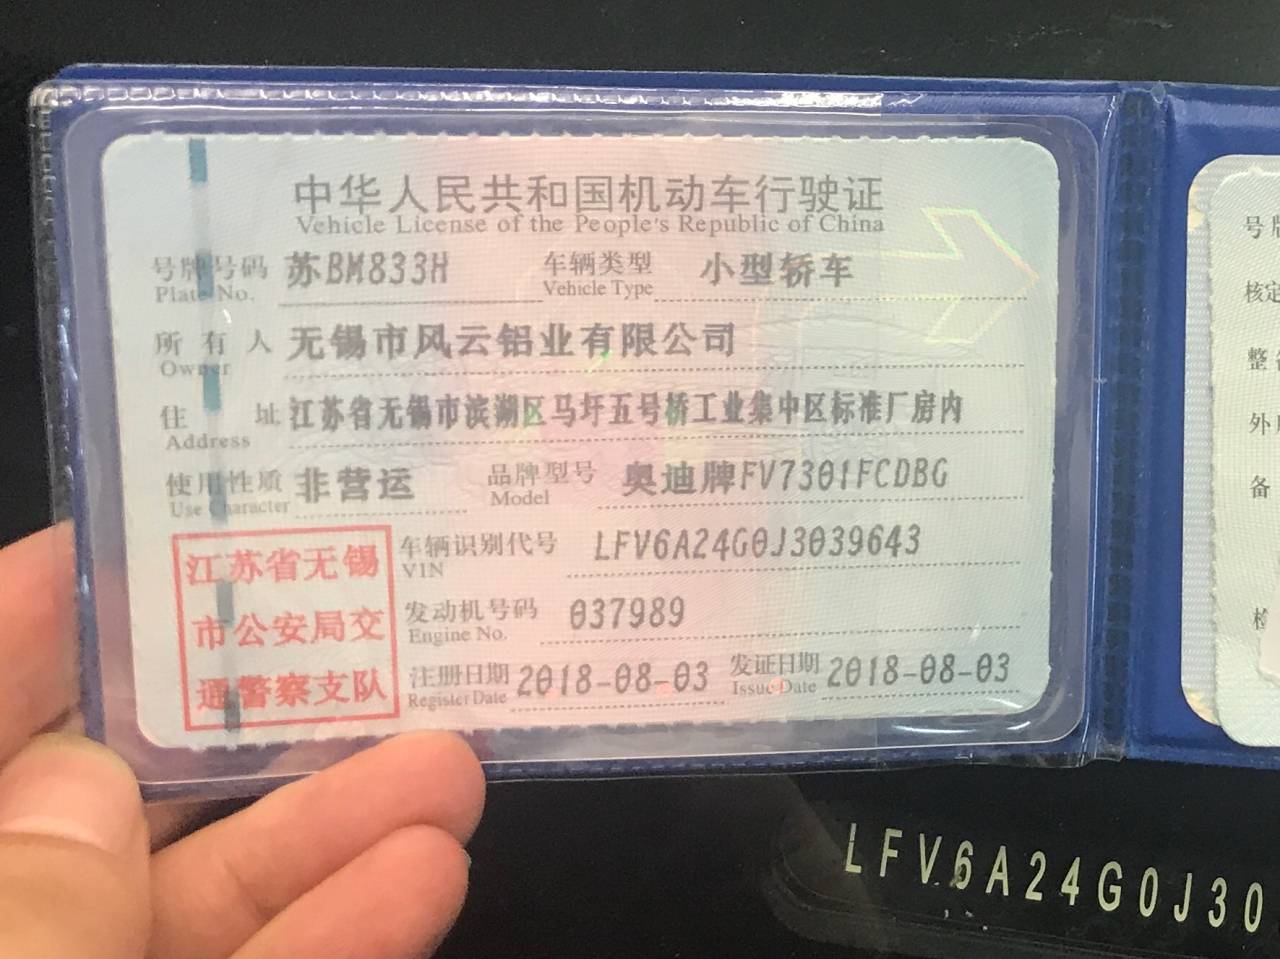 中华人民共和国机动车行驶证
Vehicle License of the People's Republic of China
号牌号码 苏BM833H 车辆类型 小型轿车
Plate No. Vehicle Type
所有人 无锡市风云铝业有限公司
Owner
住址 江苏省无锡市滨湖区马圩五号桥工业集中区标准厂房内
Address
使用性质 非营运 品牌型号 奥迪牌FV7301FCDBG
Use Character Model
江苏省无锡
市公安局交
通警察支队
车辆识别代号 LFV6A24G0J3039643
VIN
发动机号码 037989
Engine No.
注册日期 2018-08-03 发证日期 2018-08-03
Register Date Issue Date
号牌
核定
整备
外
备
LFV6A24G0J30